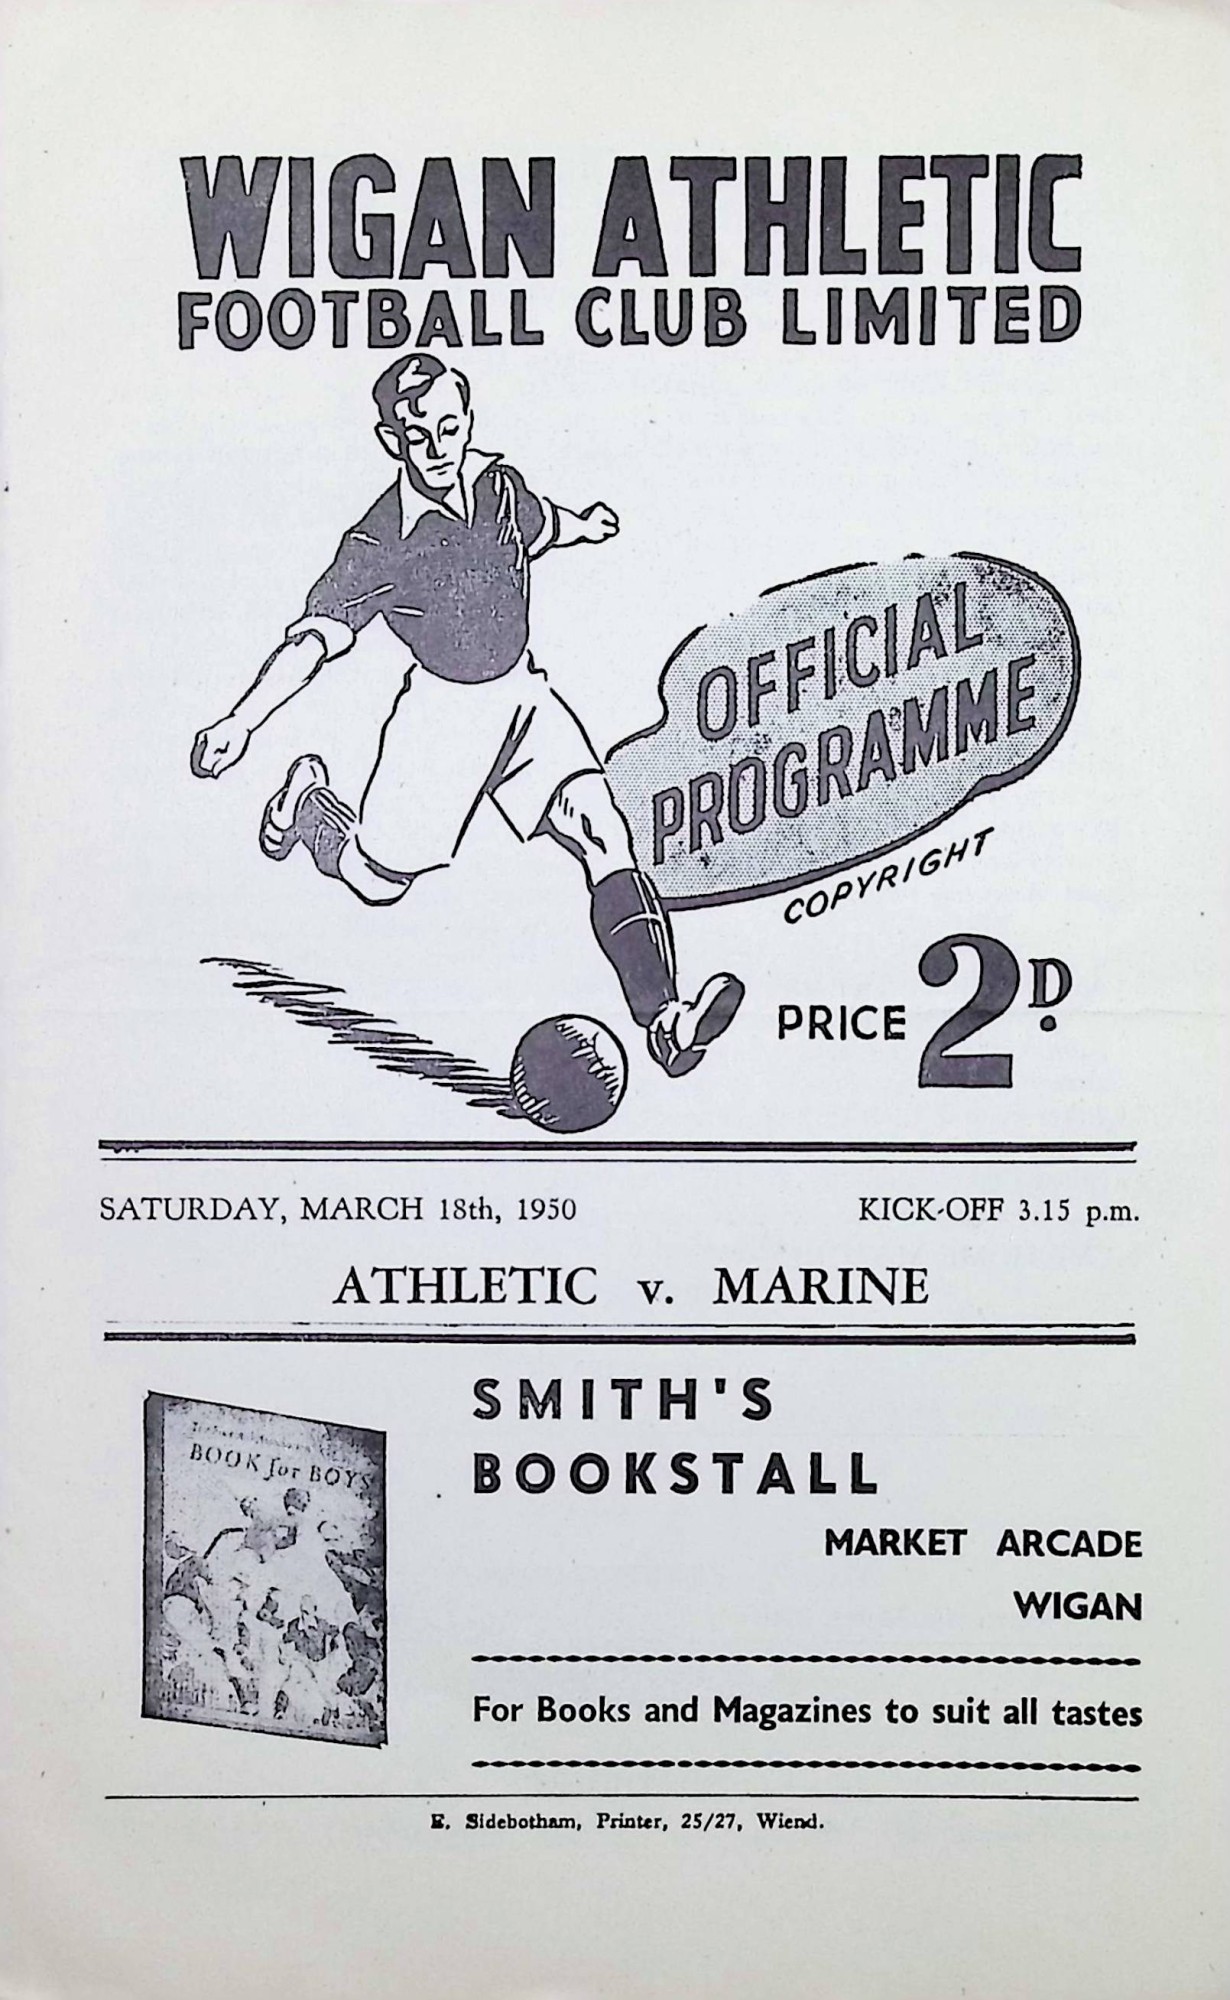 WIGAN ATHLETIC
FOOTBALL CLUB LIMITED
OFFICIAL
PROGRAMME
COPYRIGHT
PRICE 2D.
SATURDAY, MARCH 18th, 1950 KICK-OFF 3.15 p.m.
ATHLETIC v. MARINE
SMITH'S
BOOKSTALL
MARKET ARCADE
WIGAN
BOOK for BOYS
For Books and Magazines to suit all tastes
E. Sidebotham, Printer, 25/27, Wiend.